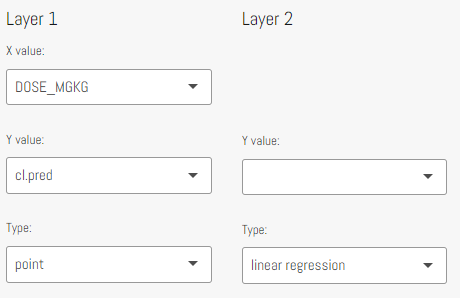 Layer 1
Layer 2
X value:
DOSE_MGKG
Y value:
Y value:
cl.pred
Type:
Type:
point
linear regression